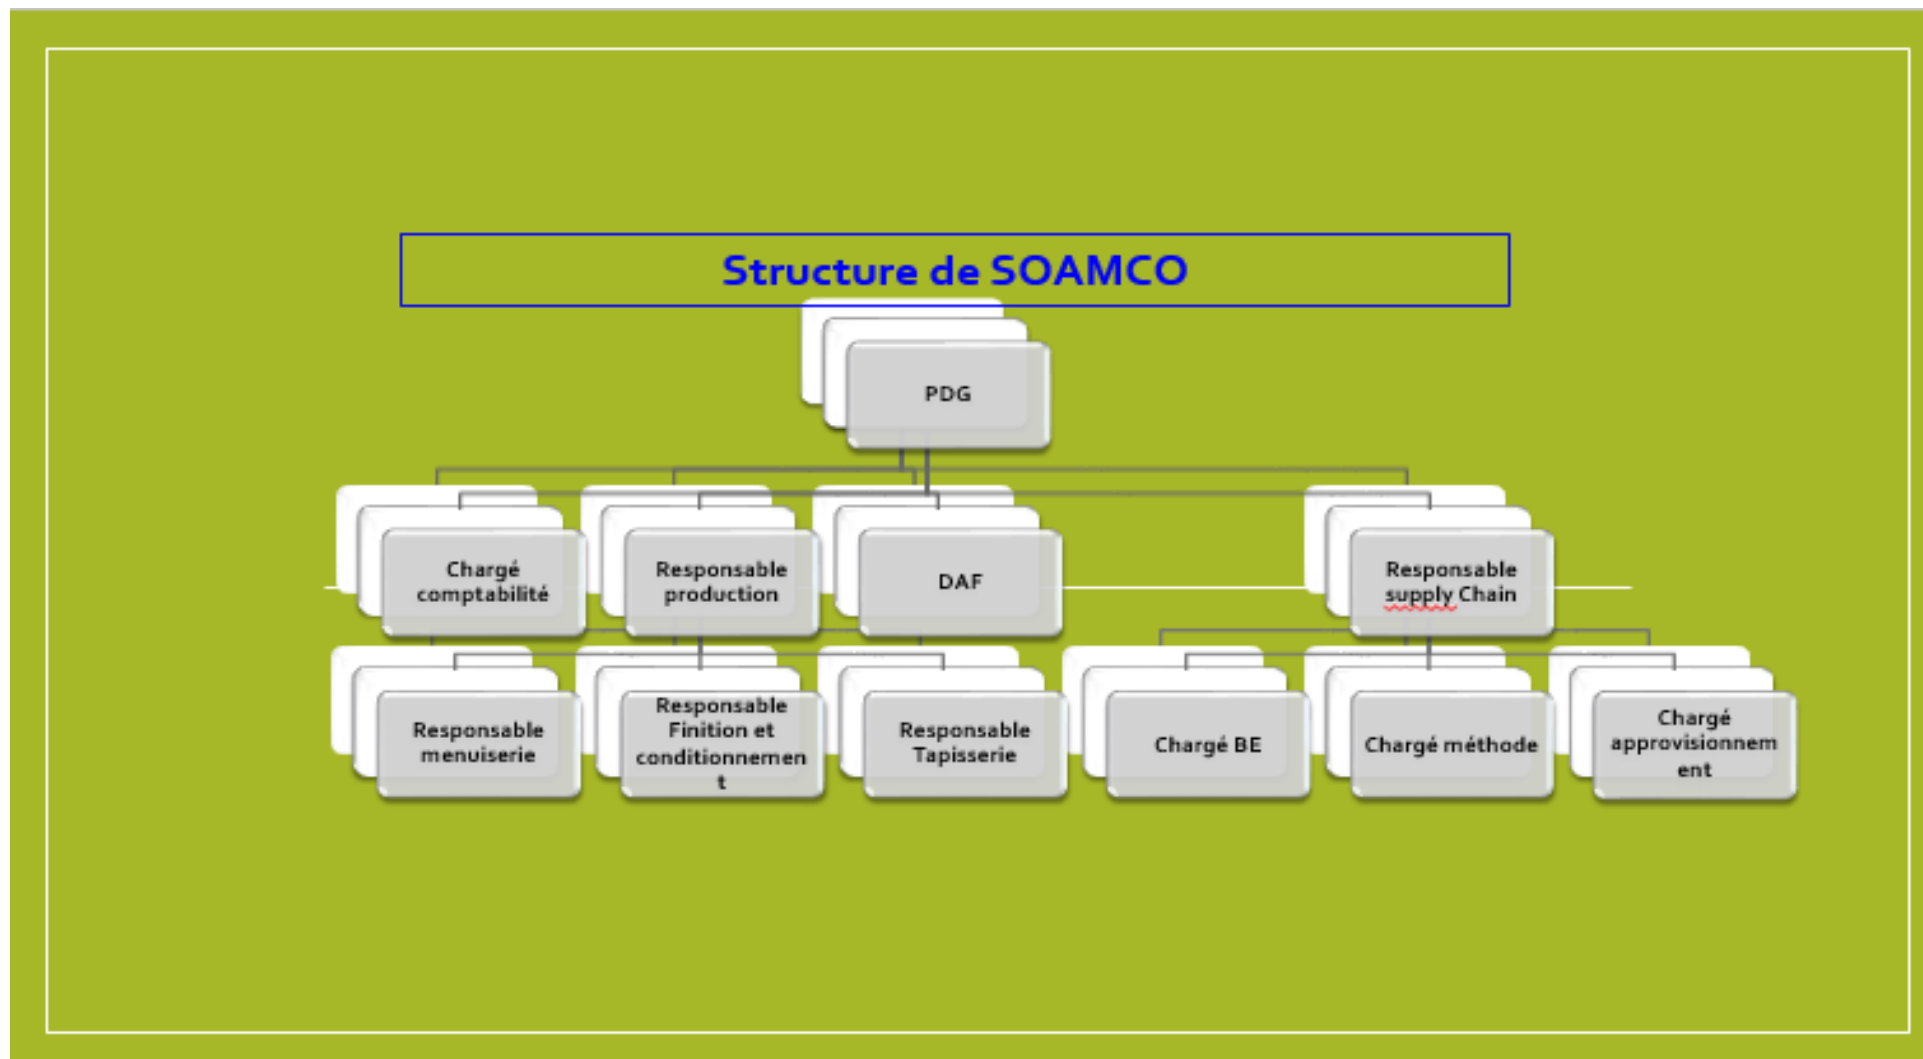 Structure de SOAMCO
PDG
Chargé
comptabilité
Responsable
production
DAF
Responsable
supply Chain
Responsable
menuiserie
Responsable
Finition et
conditionnemen
t
Responsable
Tapisserie
Chargé BE
Chargé méthode
Chargé
approvisionnem
ent